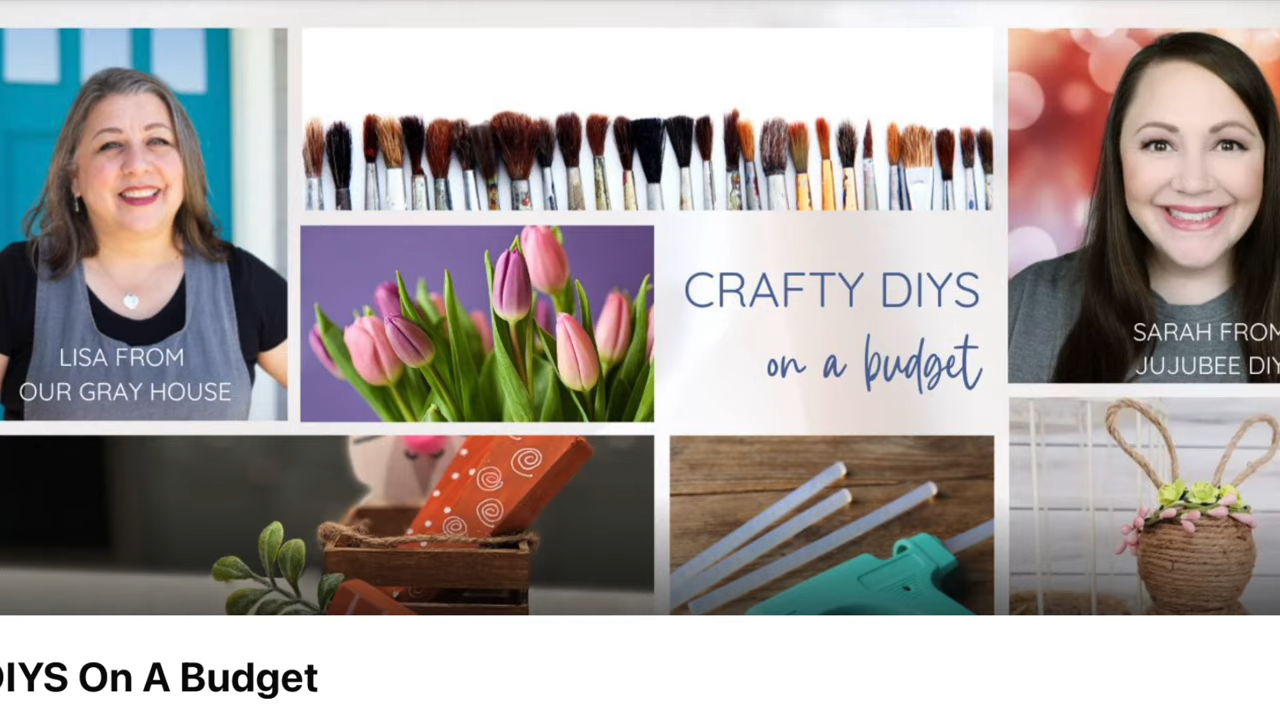 CRAFTY DIYS
on a budget
LISA FROM
OUR GRAY HOUSE
SARAH FROM
JUJUBEE DIY
DIYS On A Budget